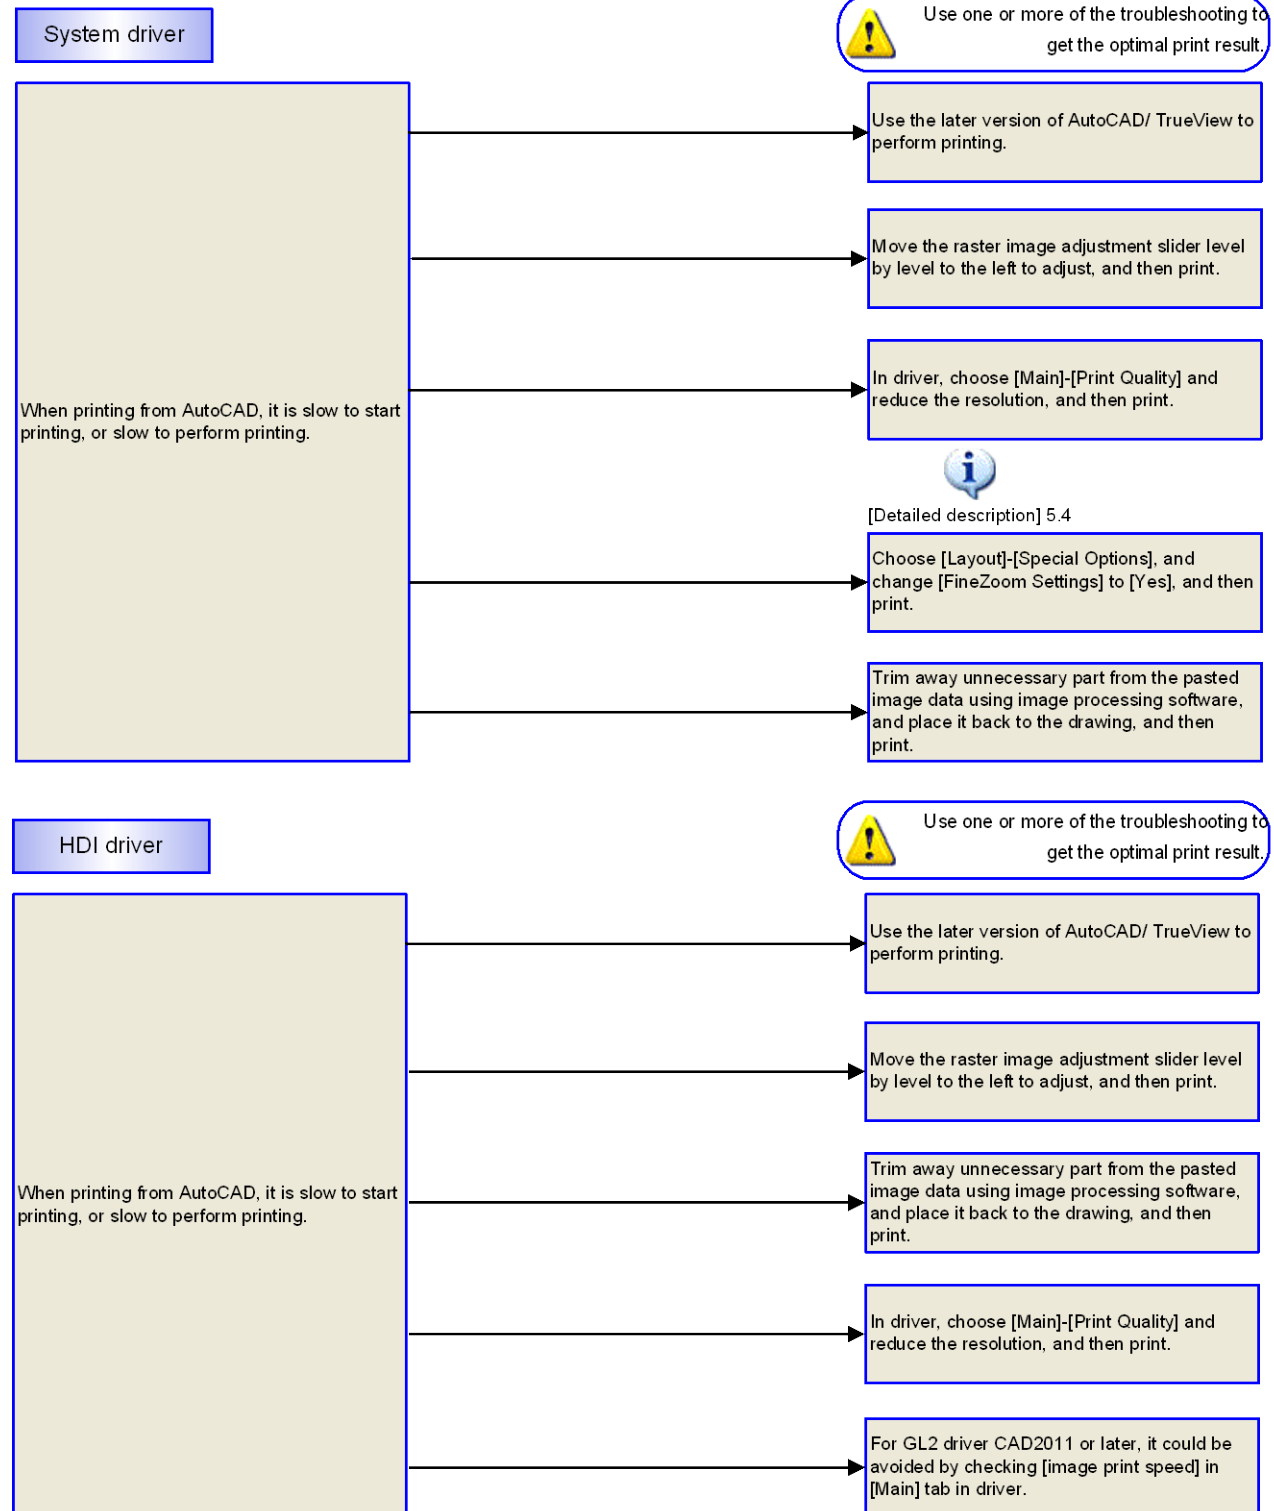 System driver
Use one or more of the troubleshooting to
get the optimal print result.
When printing from AutoCAD, it is slow to start
printing, or slow to perform printing.
Use the later version of AutoCAD/ TrueView to
perform printing.
Move the raster image adjustment slider level
by level to the left to adjust, and then print.
In driver, choose [Main]-[Print Quality] and
reduce the resolution, and then print.
[Detailed description] 5.4
Choose [Layout]-[Special Options], and
change [FineZoom Settings] to [Yes], and then
print.
Trim away unnecessary part from the pasted
image data using image processing software,
and place it back to the drawing, and then
print.
HDI driver
Use one or more of the troubleshooting to
get the optimal print result.
When printing from AutoCAD, it is slow to start
printing, or slow to perform printing.
Use the later version of AutoCAD/ TrueView to
perform printing.
Move the raster image adjustment slider level
by level to the left to adjust, and then print.
Trim away unnecessary part from the pasted
image data using image processing software,
and place it back to the drawing, and then
print.
In driver, choose [Main]-[Print Quality] and
reduce the resolution, and then print.
For GL2 driver CAD2011 or later, it could be
avoided by checking [image print speed] in
[Main] tab in driver.